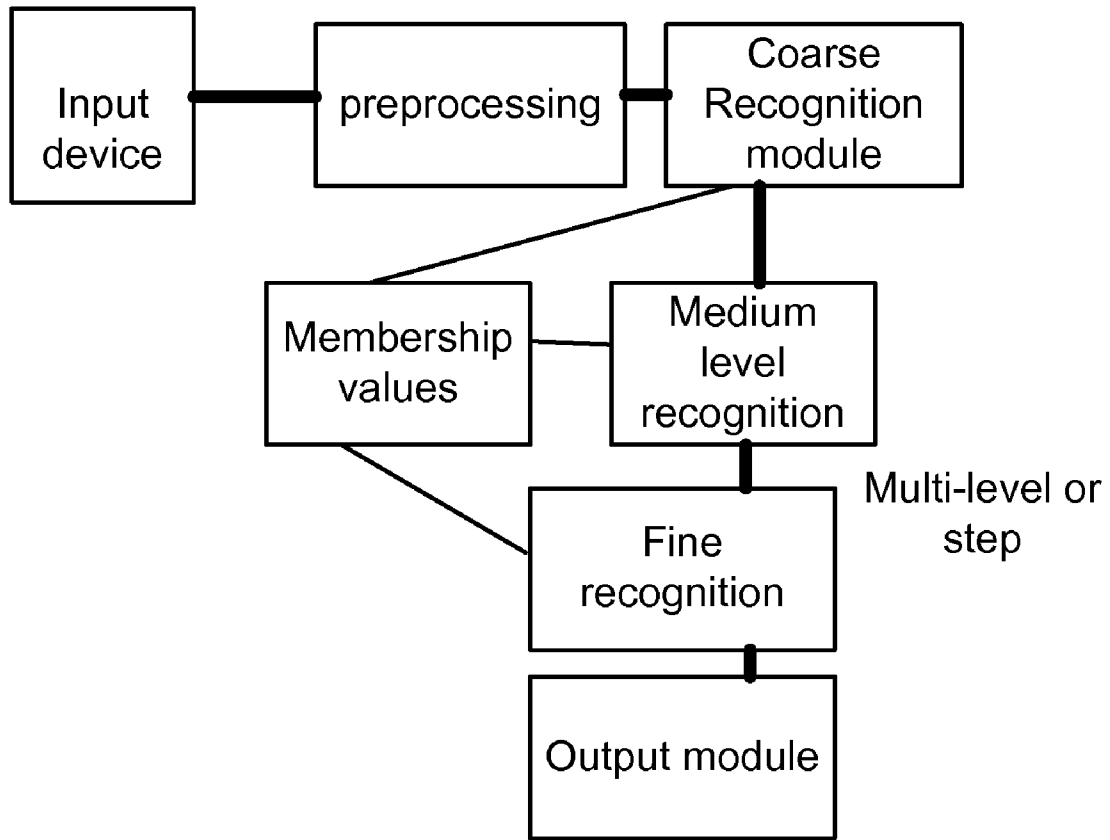 Input
device
preprocessing
Coarse
Recognition
module
Membership
values
Medium
level
recognition
Multi-level or
step
Fine
recognition
Output module